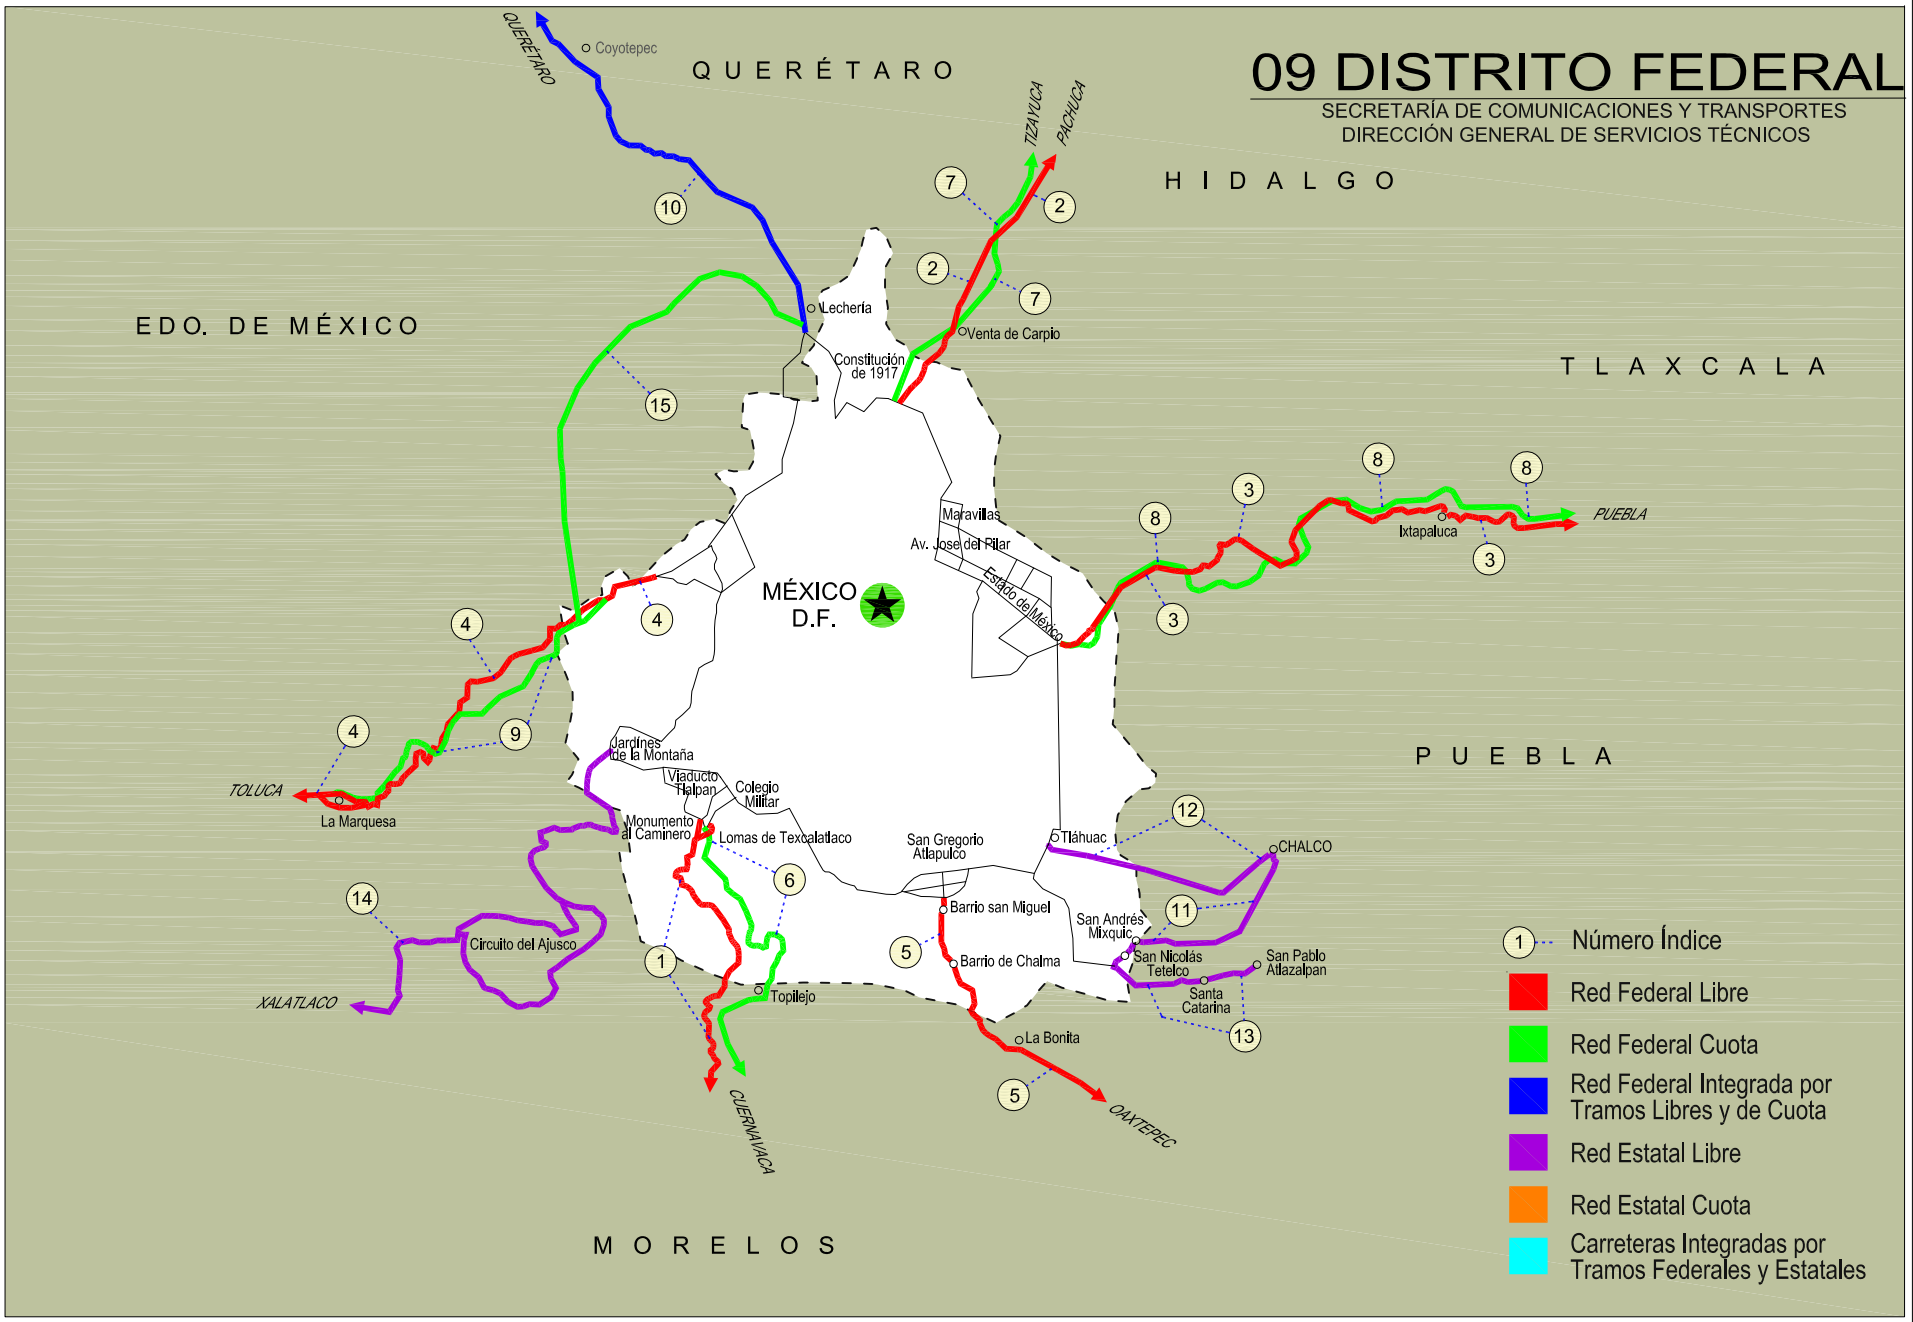 09 DISTRITO FEDERAL
SECRETARÍA DE COMUNICACIONES Y TRANSPORTES
DIRECCIÓN GENERAL DE SERVICIOS TÉCNICOS
QUERÉTARO
Coyotepec
QUERÉTARO
TIZAYUCA
PACHUCA
HIDALGO
7
2
10
2
7
EDO. DE MÉXICO
Lechería
Venta de Carpio
Constitución
de 1917
TLAXCALA
15
8
8
3
Maravillas
8
PUEBLA
Ixtapaluca
Av. Jose del Pilar
3
Estado de México
MÉXICO
D.F.
4
4
3
4
9
Jardínes
de la Montaña
PUEBLA
Viaducto
Tlalpan
Colegio
Militar
TOLUCA
La Marquesa
12
Monumento
al Caminero
Lomas de Texcalatlaco
San Gregorio
Atlapulco
Tláhuac
CHALCO
6
14
Barrio san Miguel
11
San Andrés
Mixquic
Circuito del Ajusco
5
1
Barrio de Chalma
San Nicolás
Tetelco
San Pablo
Atlazalpan
Santa
Catarina
XALATLACO
Topilejo
13
La Bonita
5
CUERNAVACA
OAXTEPEC
MORELOS
1 Número Índice
Red Federal Libre
Red Federal Cuota
Red Federal Integrada por
Tramos Libres y de Cuota
Red Estatal Libre
Red Estatal Cuota
Carreteras Integradas por
Tramos Federales y Estatales